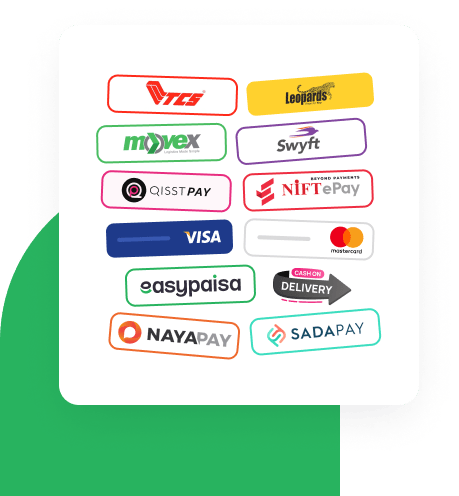 TCS
Leopards
movex
Swyft
QISSTPAY
BEYOND PAYMENTS
NIFTePay
VISA
mastercard
easypaisa
CASH ON
DELIVERY
NAYAPAY
SADAPAY